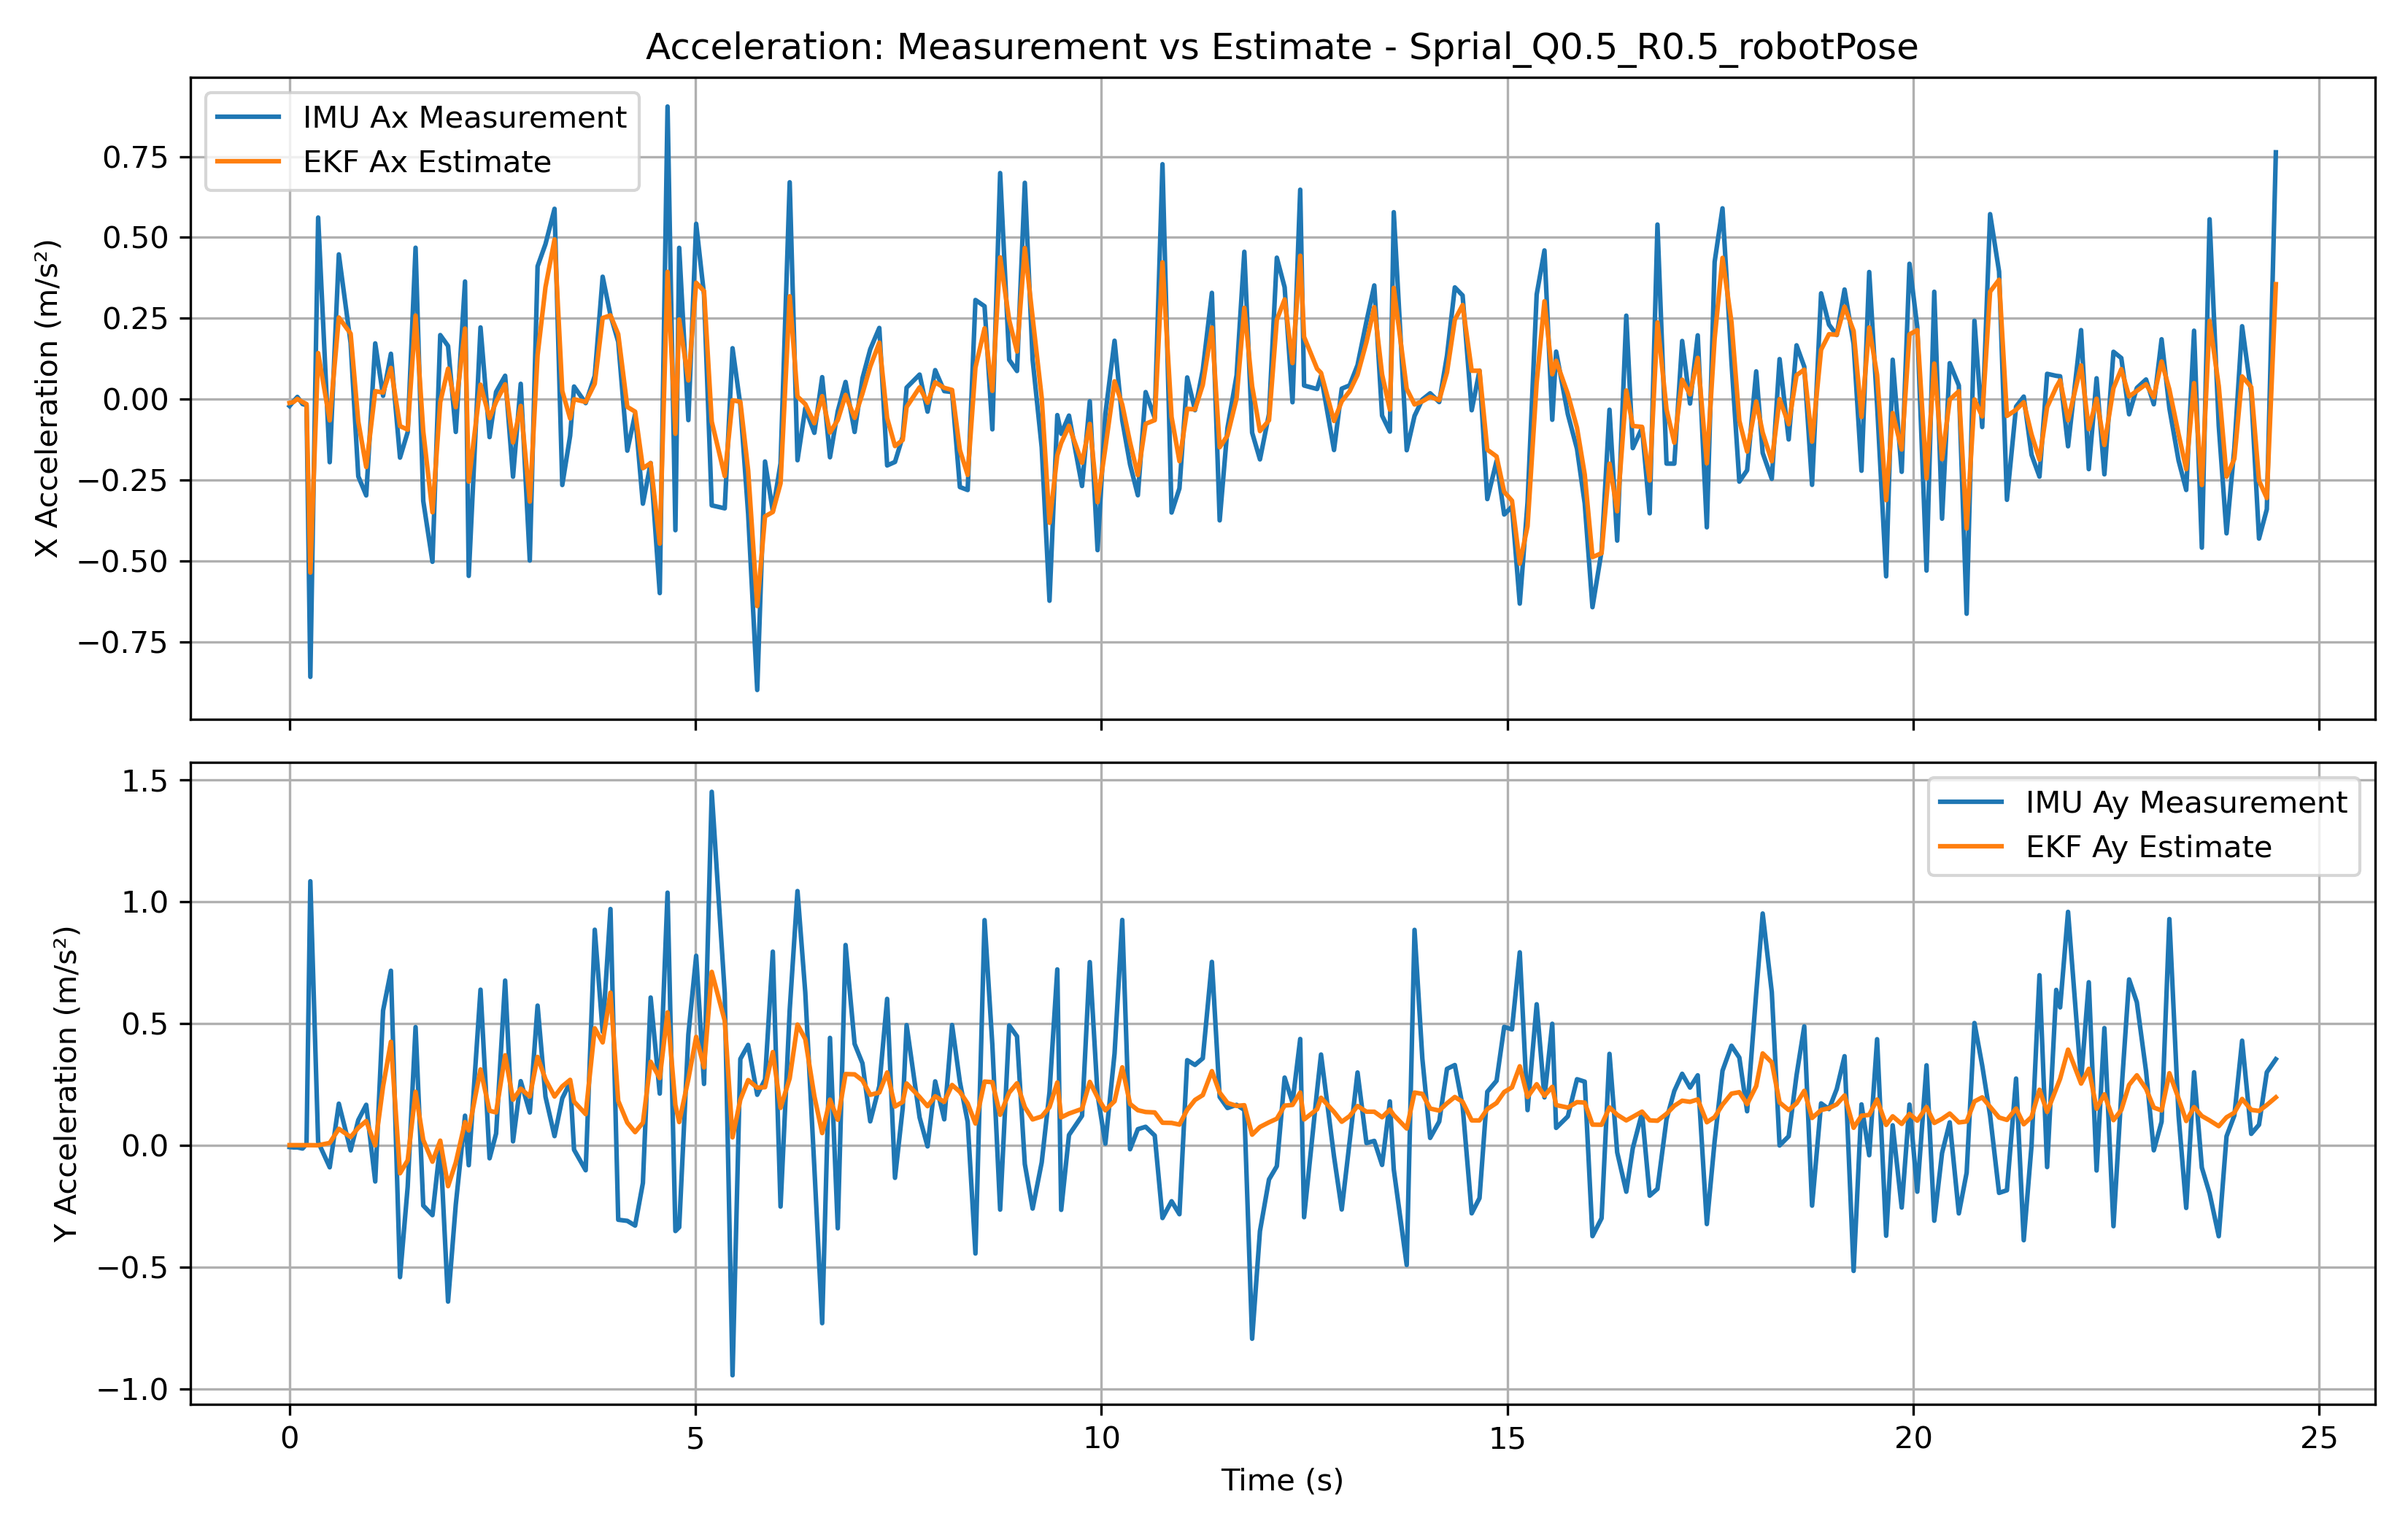 Acceleration: Measurement vs Estimate - Sprial_Q0.5_R0.5_robotPose
IMU Ax Measurement
EKF Ax Estimate
0.75
0.50
0.25
0.00
−0.25
−0.50
−0.75
X Acceleration (m/s²)
IMU Ay Measurement
EKF Ay Estimate
1.5
1.0
0.5
0.0
−0.5
−1.0
Y Acceleration (m/s²)
0 5 10 15 20 25
Time (s)